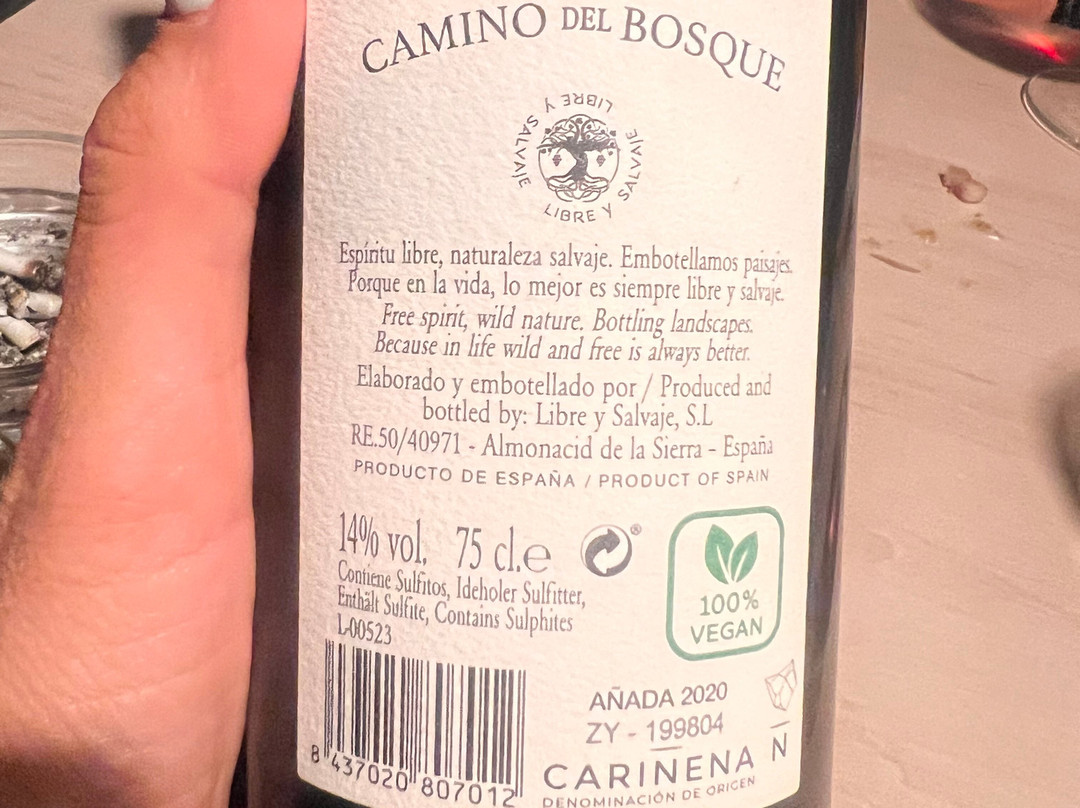 CAMINO DEL BOSQUE
LIBRE Y SALVAJE LIBRE Y SALVAJE
Espíritu libre, naturaleza salvaje. Embotellamos paisajes.
Porque en la vida, lo mejor es siempre libre y salvaje.
Free spirit, wild nature. Bottling landscapes.
Because in life wild and free is always better.
Elaborado y embotellado por / Produced and
bottled by: Libre y Salvaje, S.L
RE.50/40971 - Almonacid de la Sierra - España
PRODUCTO DE ESPAÑA / PRODUCT OF SPAIN
14% vol. 75 cl.e ®
Contiene Sulfitos, Ideholer Sulfitter,
Enthält Sulfite, Contains Sulphites
L-00523
100%
VEGAN
8 437020 807012
AÑADA 2020
ZY - 199804
CARIÑENA N
DENOMINACIÓN DE ORIGEN